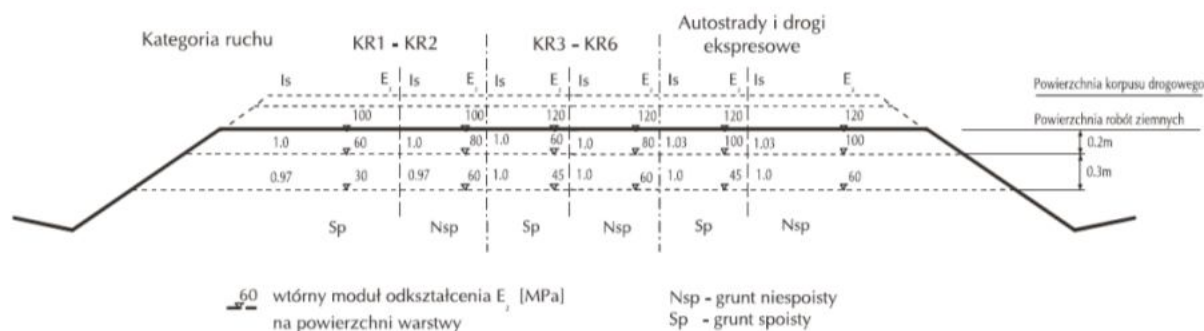 Kategoria ruchu KR1 - KR2 KR3 - KR6 Autostrady i drogi
ekspresowe
Is E₂ Is E₂ Is E₂ Is E₂ Is E₂ Is E₂
Powierzchnia korpusu drogowego
100 100 120 120 120 120
Powierzchnia robót ziemnych
1.0 60 1.0 80 1.0 60 1.0 80 1.03 100 1.03 100
0.2m
0.3m
0.97 30 0.97 60 1.0 45 1.0 60 1.0 45 1.0 60
Sp Nsp Sp Nsp Sp Nsp
60 wtórny moduł odkształcenia E₂ [MPa]
na powierzchni warstwy
Nsp - grunt niespoisty
Sp - grunt spoisty